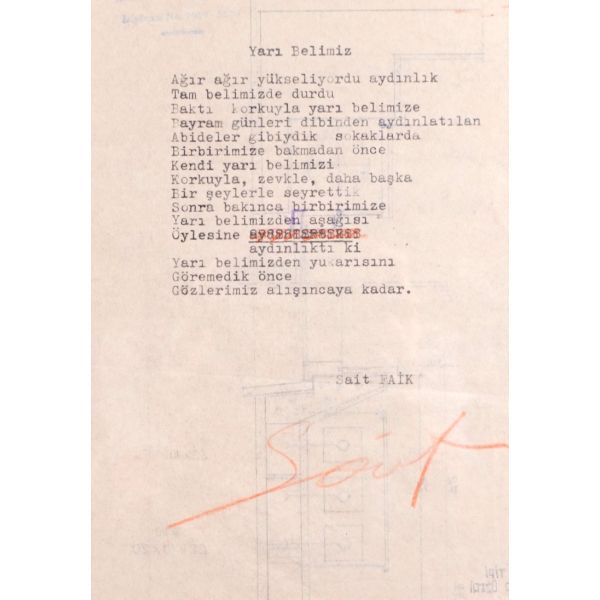 Yarı Belimiz
Ağır ağır yükseliyordu aydınlık
Tam belimizde durdu
Baktı korkuyla yarı belimize
Bayram günleri dibinden aydınlatılan
Abideler gibiydik sokaklarda
Birbirimize bakmadan önce
Kendi yarı belimizi
Korkuyla, zevkle, daha başka
Bir şeylerle seyrettik
Sonra bakınca birbirimize
Yarı belimizden aşağısı
Öylesine
aydınlıktı ki
Yarı belimizden yukarısını
Göremedik önce
Gözlerimiz alışıncaya kadar.
Sait FAİK
Sait